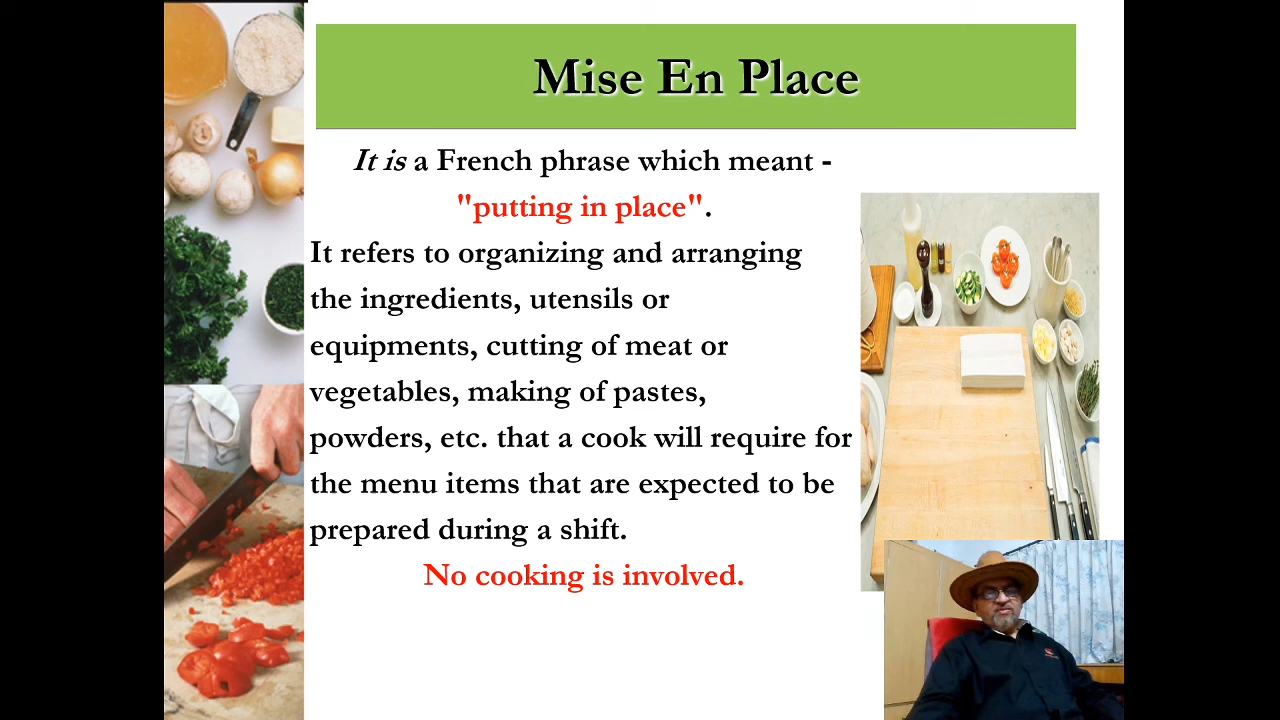 Mise En Place
It is a French phrase which meant -
"putting in place".
It refers to organizing and arranging
the ingredients, utensils or
equipments, cutting of meat or
vegetables, making of pastes,
powders, etc. that a cook will require for
the menu items that are expected to be
prepared during a shift.
No cooking is involved.